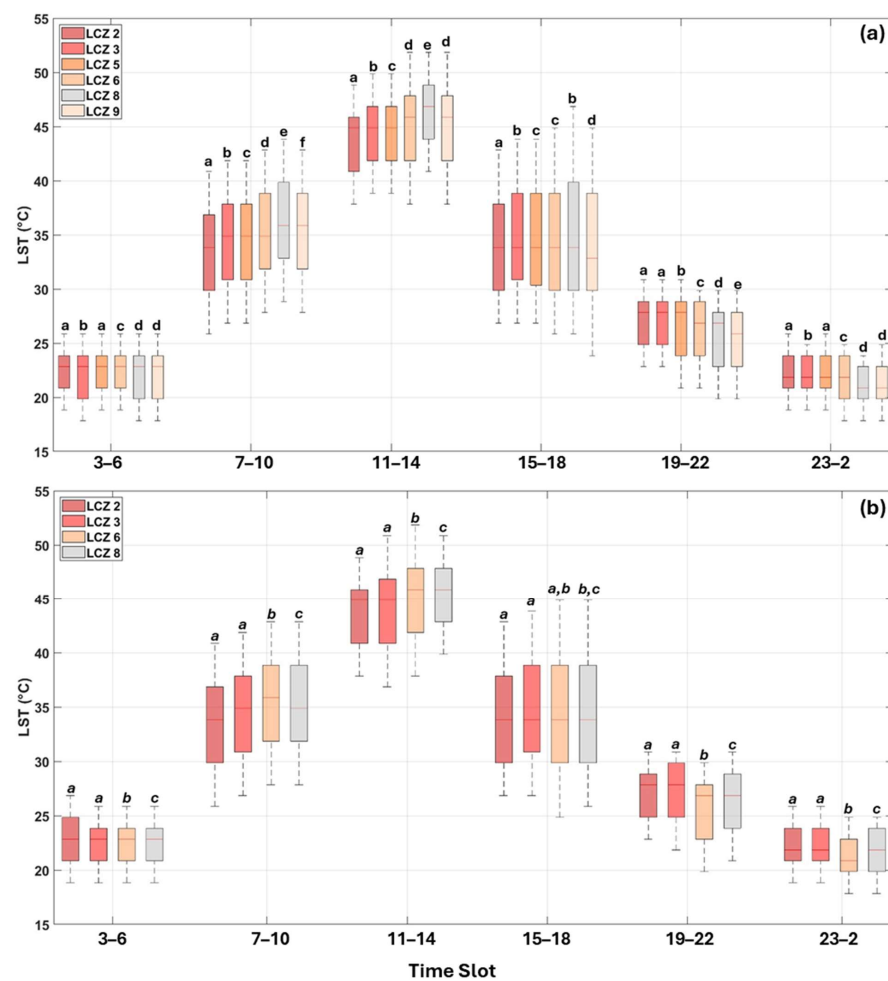 55
50
45
40
35
30
25
20
15
LST (°C)
(a)
LCZ 2
LCZ 3
LCZ 5
LCZ 6
LCZ 8
LCZ 9
a b a c d d
a b c d e f
a b c d e d
a b c c b d
a a b c d e
a b a c d d
3–6 7–10 11–14 15–18 19–22 23–2
55
50
45
40
35
30
25
20
15
LST (°C)
(b)
LCZ 2
LCZ 3
LCZ 6
LCZ 8
a a b c
a a b c
a a b c
a a a,b b,c
a a b c
a a b c
3–6 7–10 11–14 15–18 19–22 23–2
Time Slot